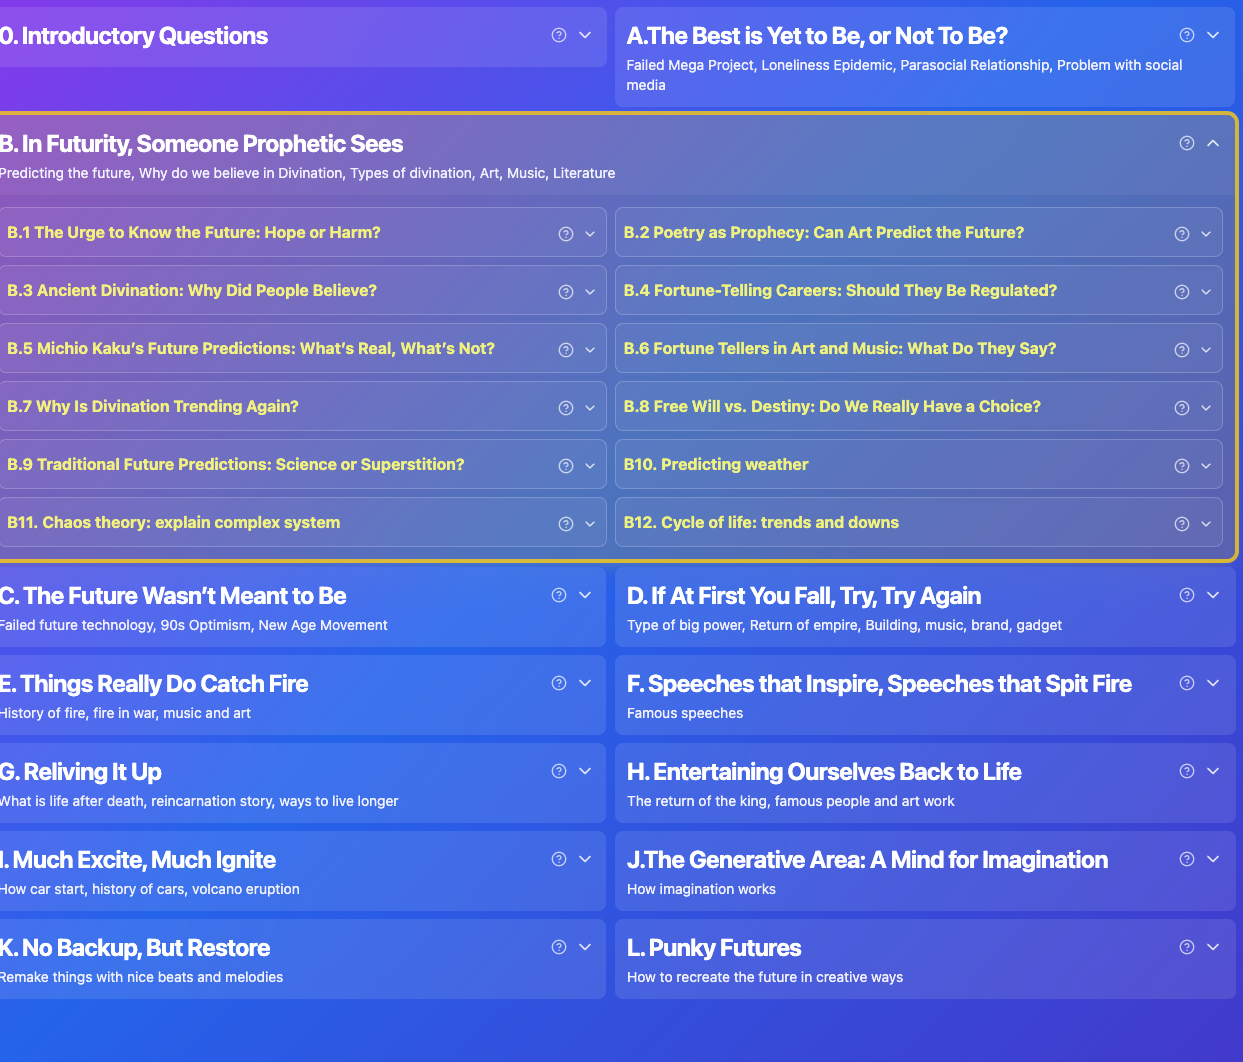 0. Introductory Questions
A.The Best is Yet to Be, or Not To Be?
Failed Mega Project, Loneliness Epidemic, Parasocial Relationship, Problem with social
media
B. In Futurity, Someone Prophetic Sees
Predicting the future, Why do we believe in Divination, Types of divination, Art, Music, Literature
B.1 The Urge to Know the Future: Hope or Harm?
B.2 Poetry as Prophecy: Can Art Predict the Future?
B.3 Ancient Divination: Why Did People Believe?
B.4 Fortune-Telling Careers: Should They Be Regulated?
B.5 Michio Kaku’s Future Predictions: What’s Real, What’s Not?
B.6 Fortune Tellers in Art and Music: What Do They Say?
B.7 Why Is Divination Trending Again?
B.8 Free Will vs. Destiny: Do We Really Have a Choice?
B.9 Traditional Future Predictions: Science or Superstition?
B10. Predicting weather
B11. Chaos theory: explain complex system
B12. Cycle of life: trends and downs
C. The Future Wasn’t Meant to Be
Failed future technology, 90s Optimism, New Age Movement
D. If At First You Fall, Try, Try Again
Type of big power, Return of empire, Building, music, brand, gadget
E. Things Really Do Catch Fire
History of fire, fire in war, music and art
F. Speeches that Inspire, Speeches that Spit Fire
Famous speeches
G. Reliving It Up
What is life after death, reincarnation story, ways to live longer
H. Entertaining Ourselves Back to Life
The return of the king, famous people and art work
I. Much Excite, Much Ignite
How car start, history of cars, volcano eruption
J.The Generative Area: A Mind for Imagination
How imagination works
K. No Backup, But Restore
Remake things with nice beats and melodies
L. Punky Futures
How to recreate the future in creative ways